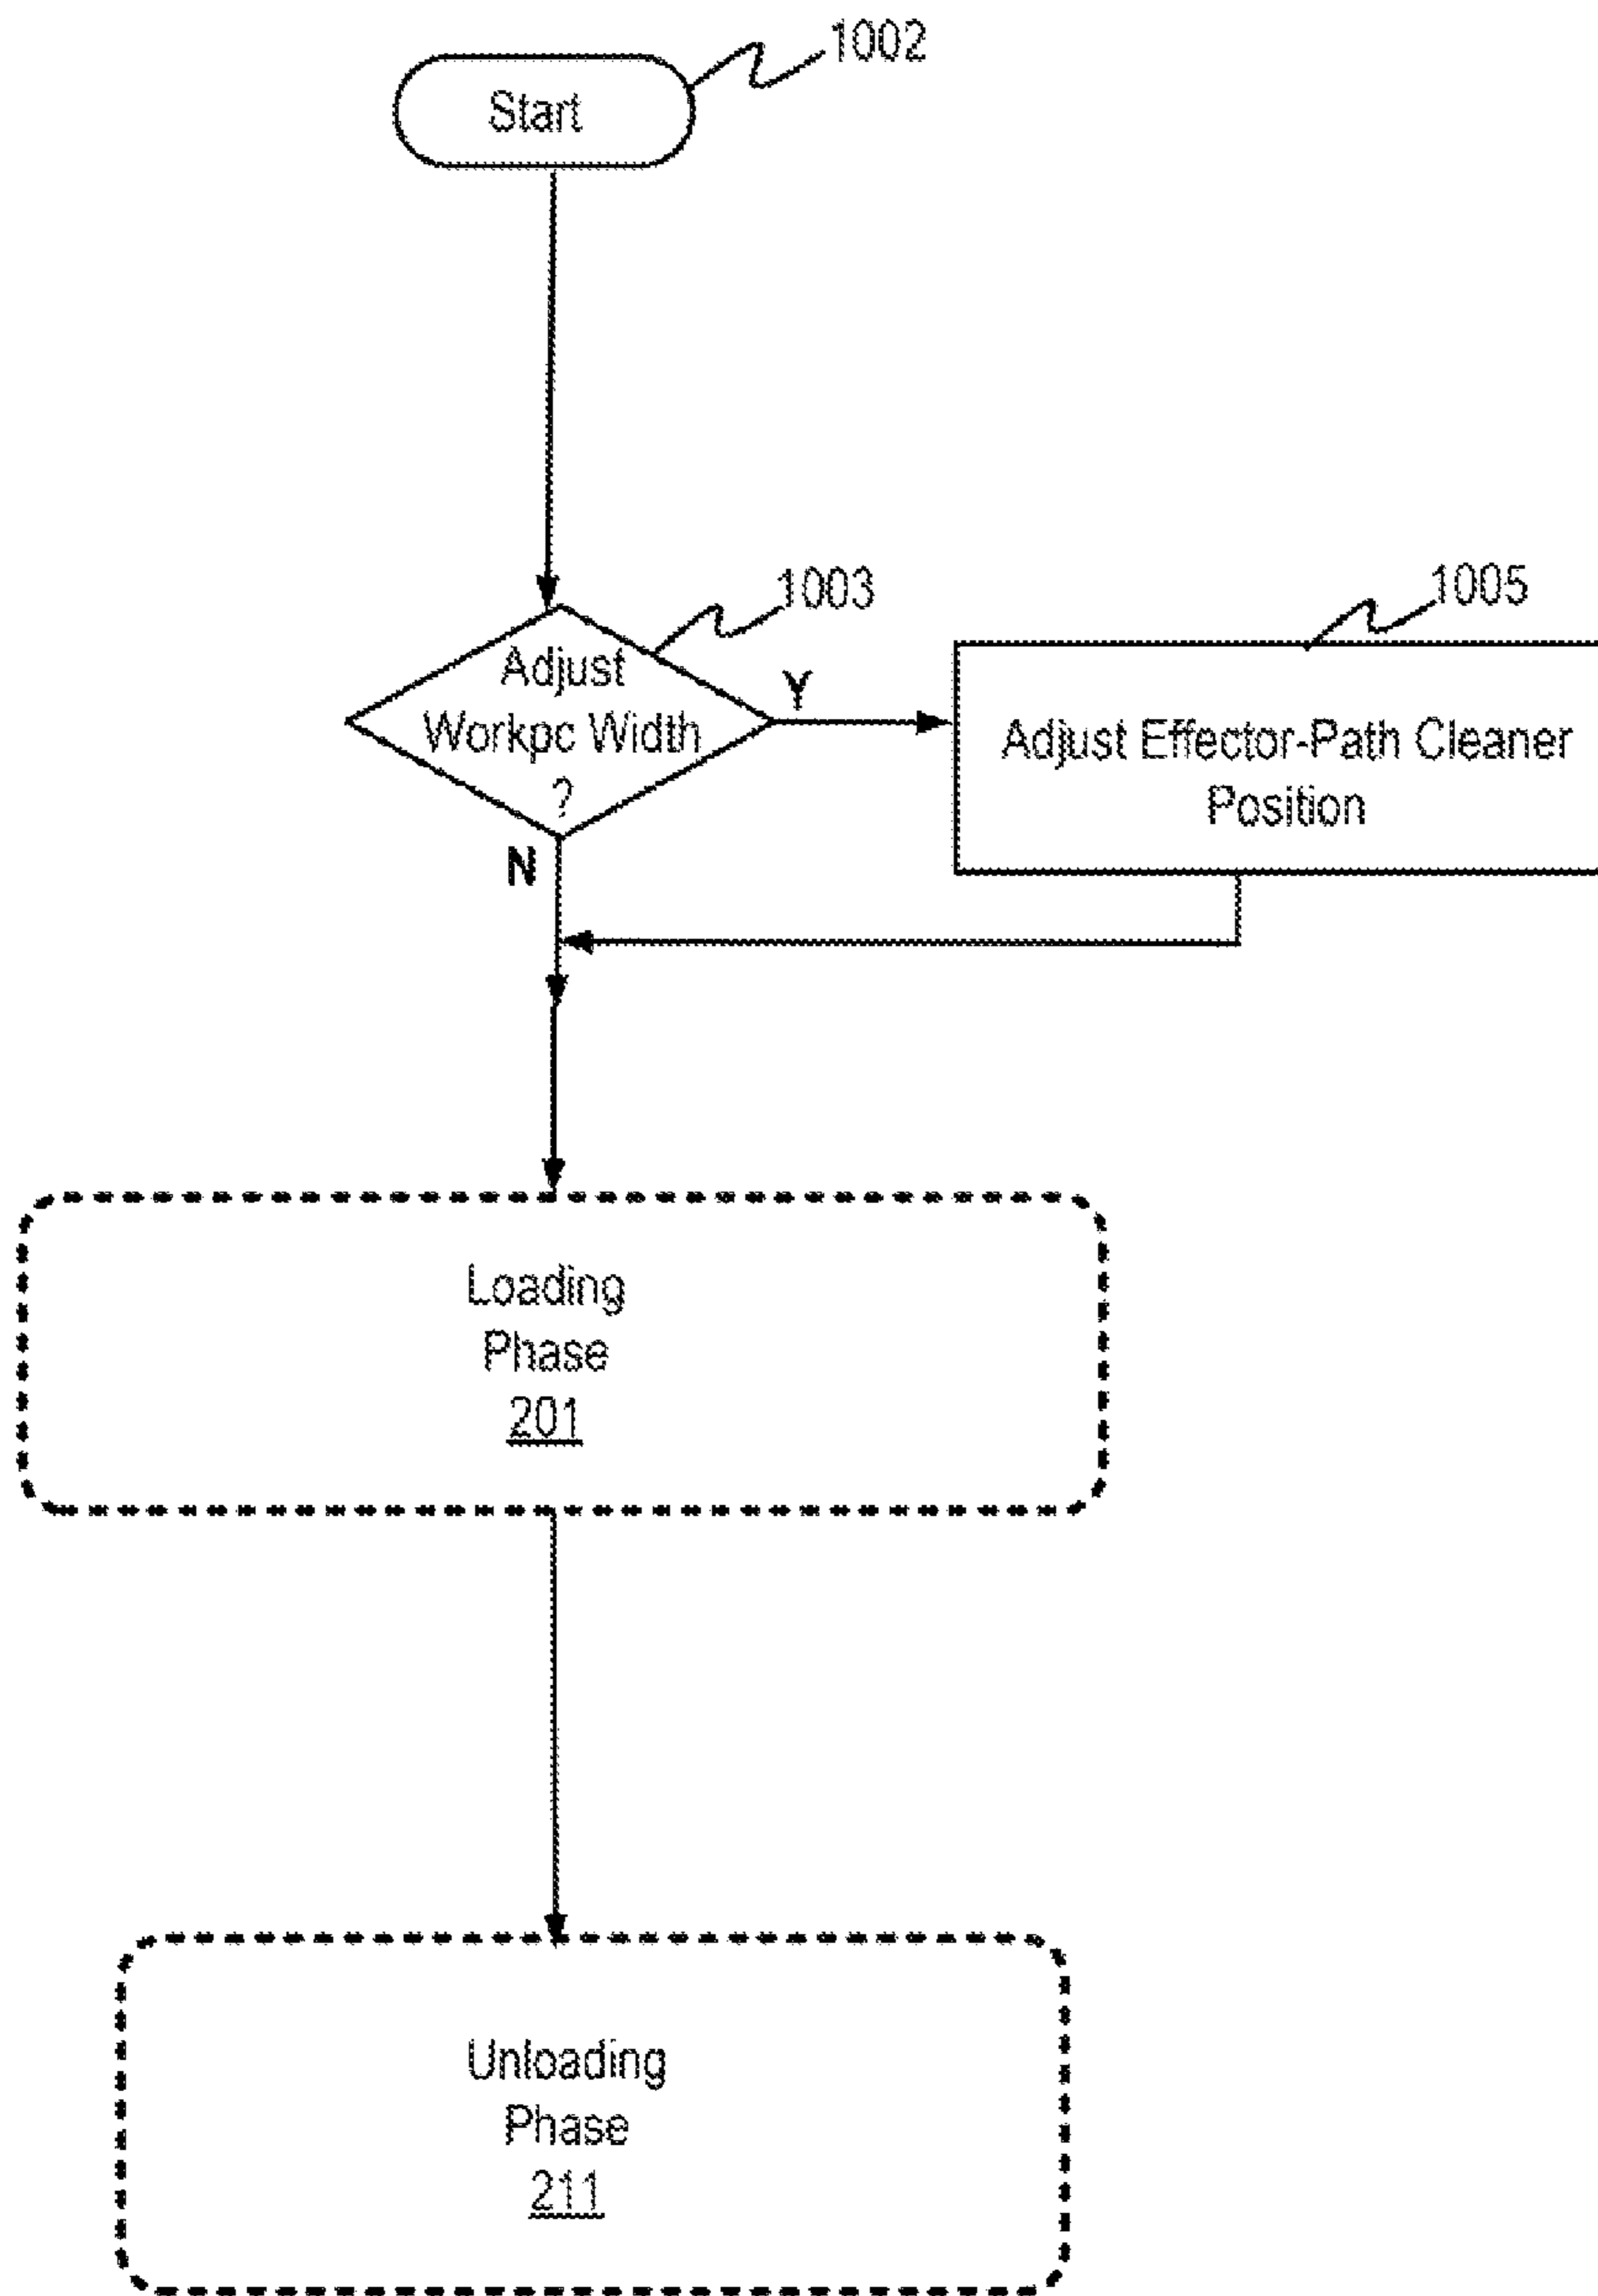 1002
Start
1003
Adjust
Workpc Width
?
Y
N
1005
Adjust Effector-Path Cleaner
Position
Loading
Phase
201
Unloading
Phase
211